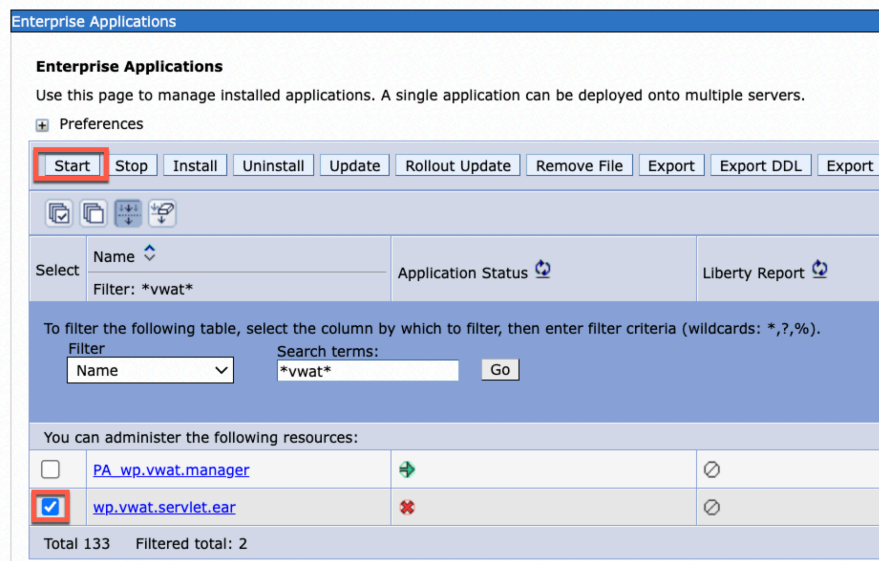 Enterprise Applications
Enterprise Applications
Use this page to manage installed applications. A single application can be deployed onto multiple servers.
Preferences
Start Stop Install Uninstall Update Rollout Update Remove File Export Export DDL Export
Select Name Application Status Liberty Report
Filter: *vwat*
To filter the following table, select the column by which to filter, then enter filter criteria (wildcards: *,?,%).
Filter Search terms:
Name *vwat* Go
You can administer the following resources:
PA_wp.vwat.manager
wp.vwat.servlet.ear
Total 133 Filtered total: 2